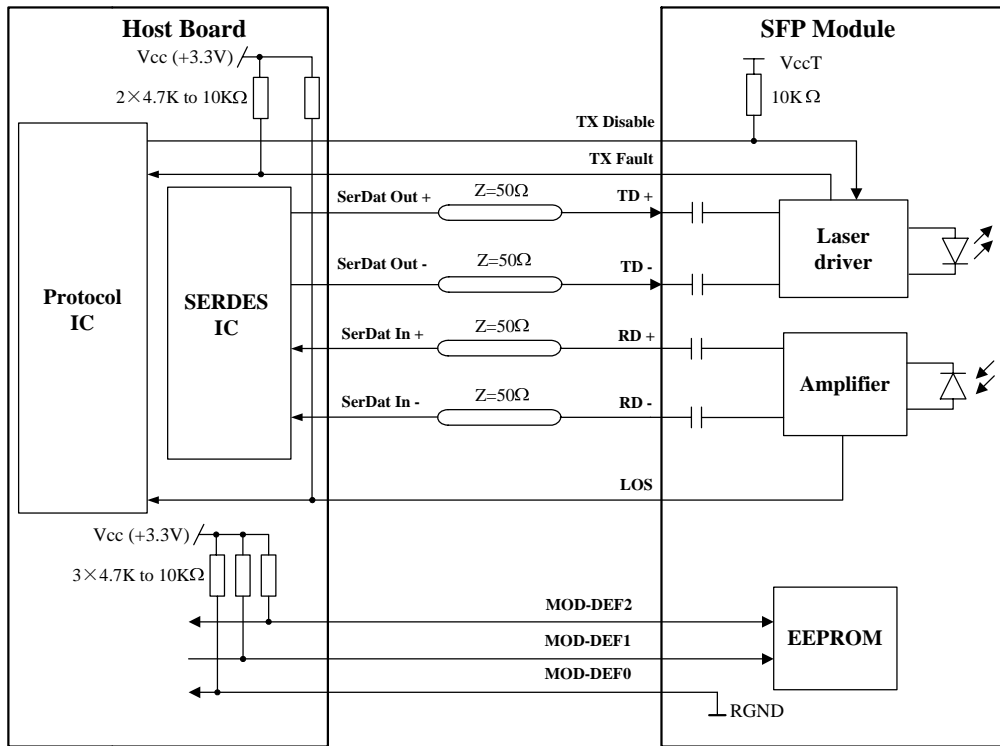 Host Board
SFP Module
Vcc (+3.3V)
VccT
2×4.7K to 10KΩ
10KΩ
TX Disable
TX Fault
SerDat Out +
Z=50Ω
TD +
Laser
driver
SerDat Out -
Z=50Ω
TD -
Protocol
IC
SERDES
IC
SerDat In +
Z=50Ω
RD +
Amplifier
SerDat In -
Z=50Ω
RD -
LOS
Vcc (+3.3V)
3×4.7K to 10KΩ
MOD-DEF2
EEPROM
MOD-DEF1
MOD-DEF0
RGND